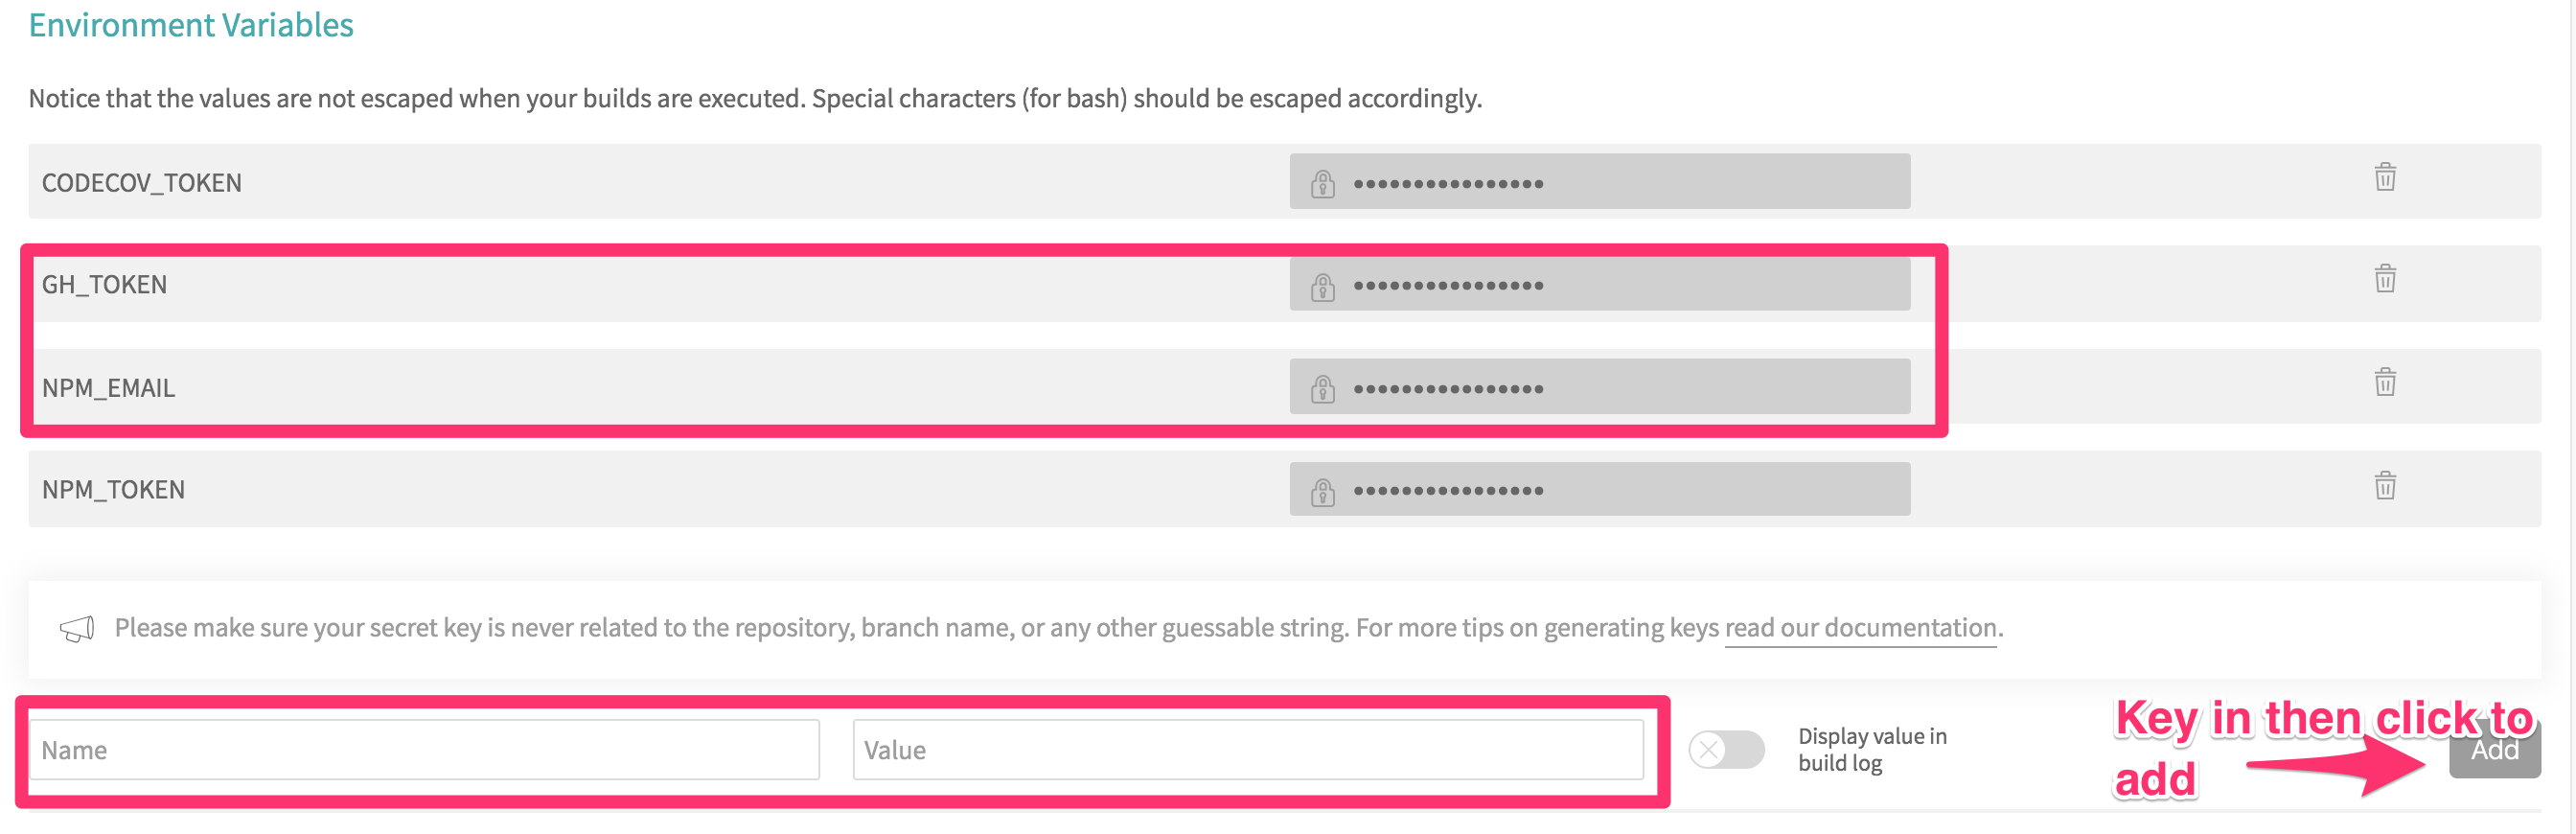 Environment Variables
Notice that the values are not escaped when your builds are executed. Special characters (for bash) should be escaped accordingly.
CODECOV_TOKEN ••••••••••••••••
GH_TOKEN ••••••••••••••••
NPM_EMAIL ••••••••••••••••
NPM_TOKEN ••••••••••••••••
Please make sure your secret key is never related to the repository, branch name, or any other guessable string. For more tips on generating keys read our documentation.
Name
Value
Display value in
build log
Key in then click to
add
Add